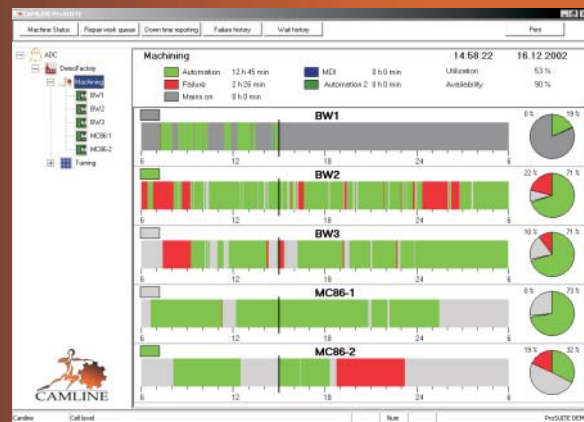 CAMLINE ProSUITE
Machine Status Repair work queue Down time reporting Failure history Wait history Print
ADC
DemoFactory
Machining
BW1
BW2
BW3
MC86-1
MC86-2
Turning
Machining 14:58:22 16.12.2002
Automation 12 h 45 min MDI 0 h 0 min Utilization 53 %
Failure 2 h 26 min Automation 2 0 h 0 min Availability 90 %
Mains on 0 h 0 min
BW1 0 % 19 %
6 12 18 24 6
BW2 22 % 71 %
6 12 18 24 6
BW3 10 % 71 %
6 12 18 24 6
MC86-1 0 % 73 %
6 12 18 24 6
MC86-2 19 % 32 %
6 12 18 24 6
CAMLINE
Camline Cell level Num ProSUITE DEMO